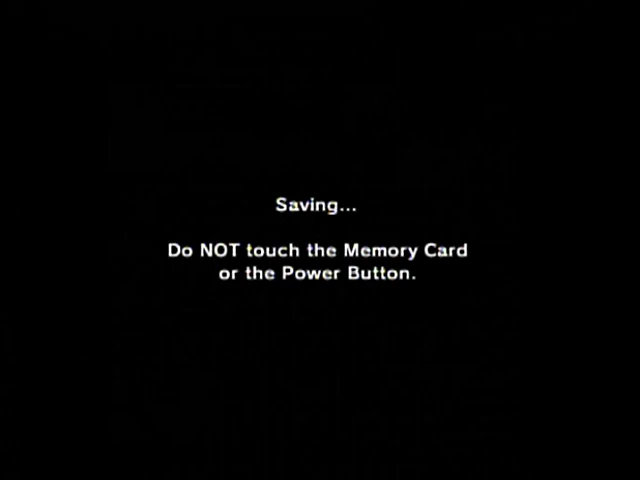 Saving...
Do NOT touch the Memory Card
or the Power Button.